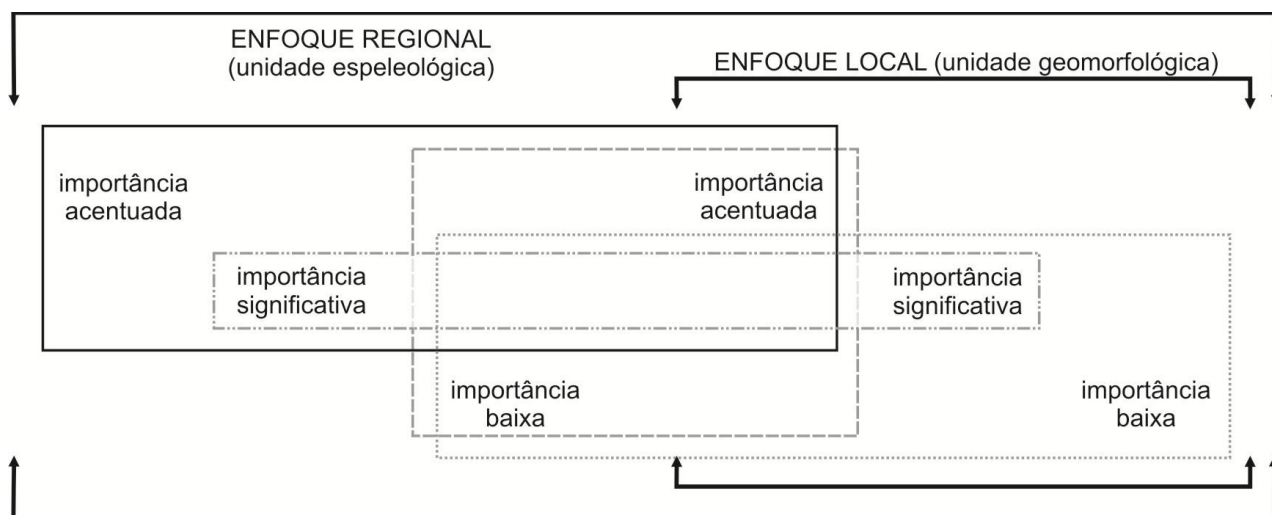 ENFOQUE REGIONAL
(unidade espeleológica)
ENFOQUE LOCAL (unidade geomorfológica)
importância
acentuada
importância
acentuada
importância
significativa
importância
significativa
importância
baixa
importância
baixa